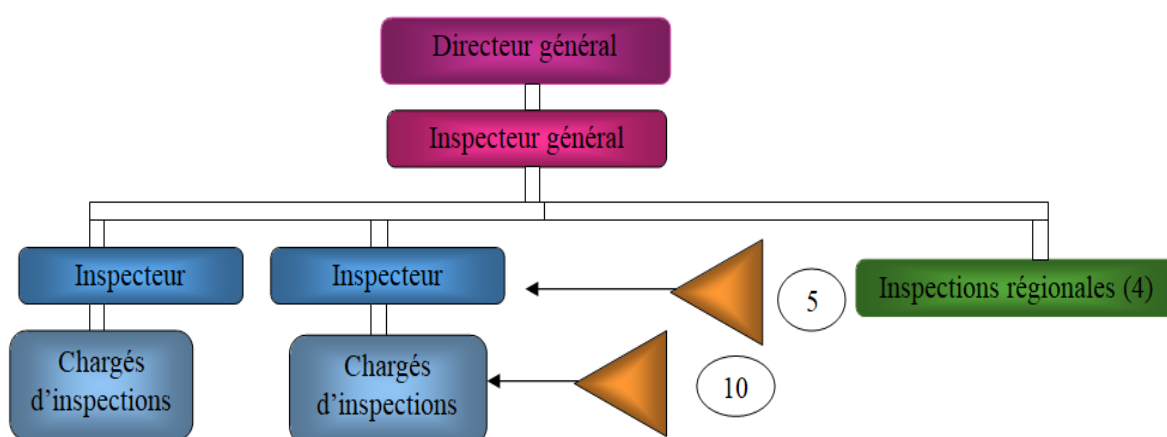 Directeur général
Inspecteur général
Inspecteur
Inspecteur
5
Inspections régionales (4)
Chargés
d'inspections
Chargés
d'inspections
10